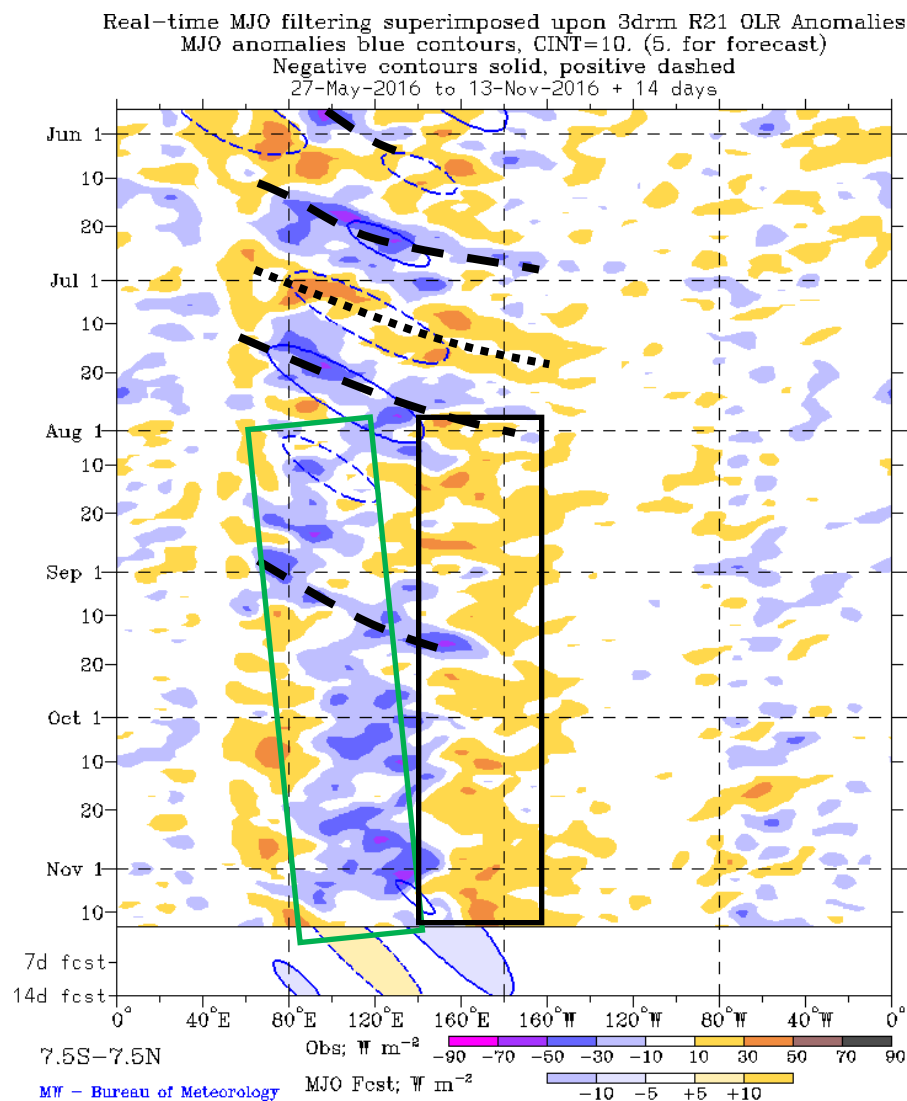 Real-time MJO filtering superimposed upon 3drm R21 OLR Anomalies
MJO anomalies blue contours, CINT=10. (5. for forecast)
Negative contours solid, positive dashed
27-May-2016 to 13-Nov-2016 + 14 days
Jun 1
10
20
Jul 1
10
20
Aug 1
10
20
Sep 1
10
20
Oct 1
10
20
Nov 1
10
7d fcst
14d fcst
0° 40°E 80°E 120°E 160°E 160°W 80°W 40°W 0°
7.5S-7.5N
Obs; W m⁻²
-90 -70 -50 -30 -10 10 30 50 70 90
MJO Fcst; W m⁻²
-10 -5 +5 +10
MW - Bureau of Meteorology